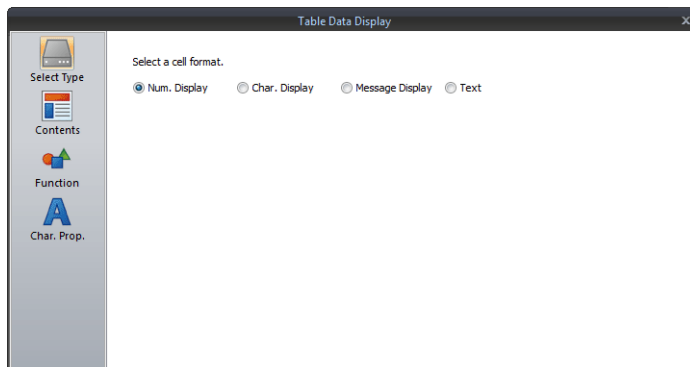 Table Data Display
x
Select Type
Contents
Function
Char. Prop.
Select a cell format.
Num. Display Char. Display Message Display Text